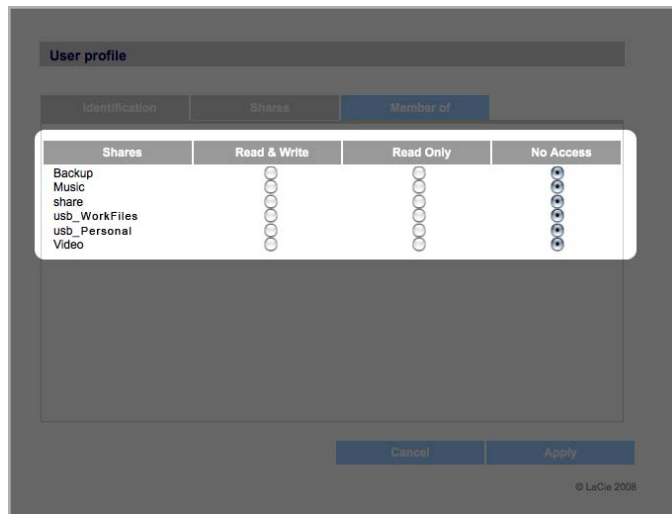 User profile
Identification Shares Member of
Shares Read & Write Read Only No Access
Backup
Music
share
usb_WorkFiles
usb_Personal
Video
Cancel Apply
© LaCie 2008